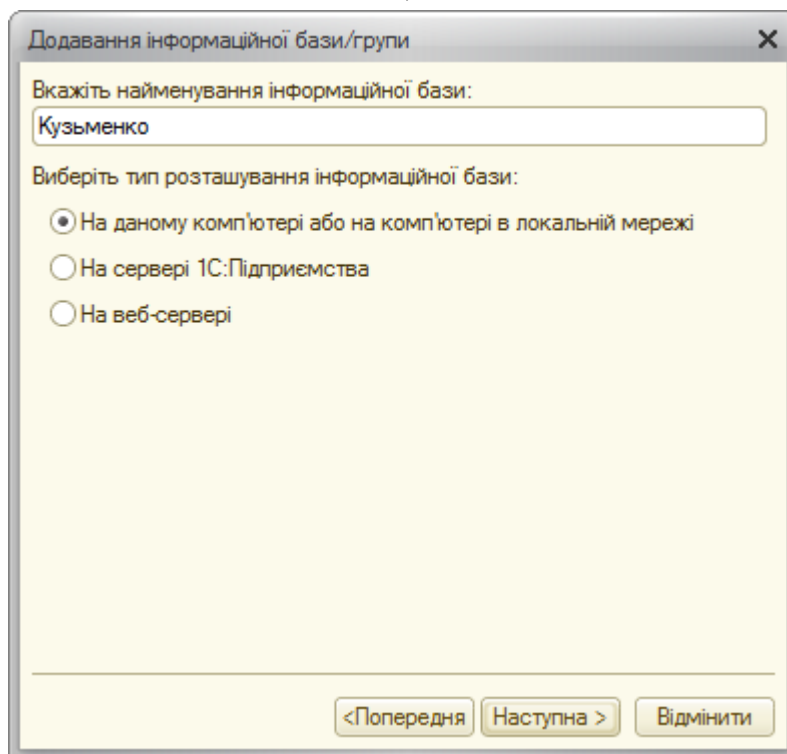 Додавання інформаційної бази/групи
Вкажіть найменування інформаційної бази:
Кузьменко
Виберіть тип розташування інформаційної бази:
На даному комп'ютері або на комп'ютері в локальній мережі
На сервері 1С:Підприємства
На веб-сервері
<Попередня Наступна > Відмінити